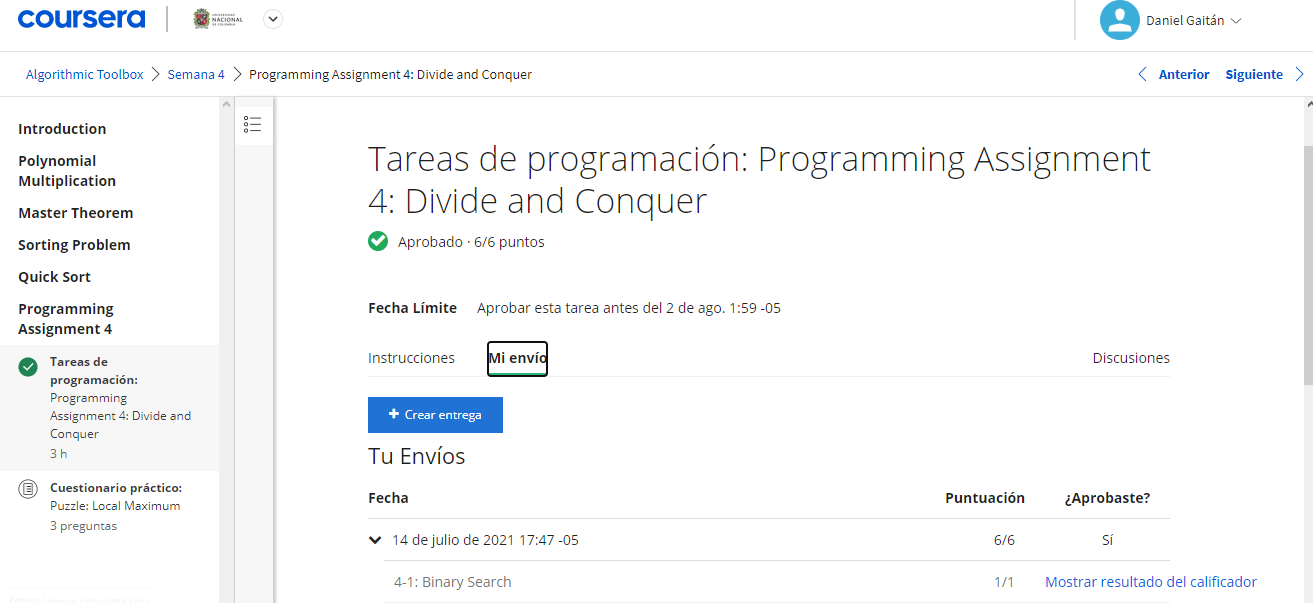 coursera
UNIVERSIDAD
NACIONAL
DE COLOMBIA
Daniel Gaitán
Algorithmic Toolbox
Semana 4
Programming Assignment 4: Divide and Conquer
Anterior
Siguiente
Introduction
Polynomial
Multiplication
Master Theorem
Sorting Problem
Quick Sort
Programming
Assignment 4
Tareas de
programación:
Programming
Assignment 4: Divide and
Conquer
3 h
Cuestionario práctico:
Puzzle: Local Maximum
3 preguntas
Tareas de programación: Programming Assignment
4: Divide and Conquer
Aprobado · 6/6 puntos
Fecha Límite Aprobar esta tarea antes del 2 de ago. 1:59 -05
Instrucciones Mi envío Discusiones
+ Crear entrega
Tu Envíos
Fecha Puntuación ¿Aprobaste?
14 de julio de 2021 17:47 -05 6/6 Sí
4-1: Binary Search 1/1 Mostrar resultado del calificador